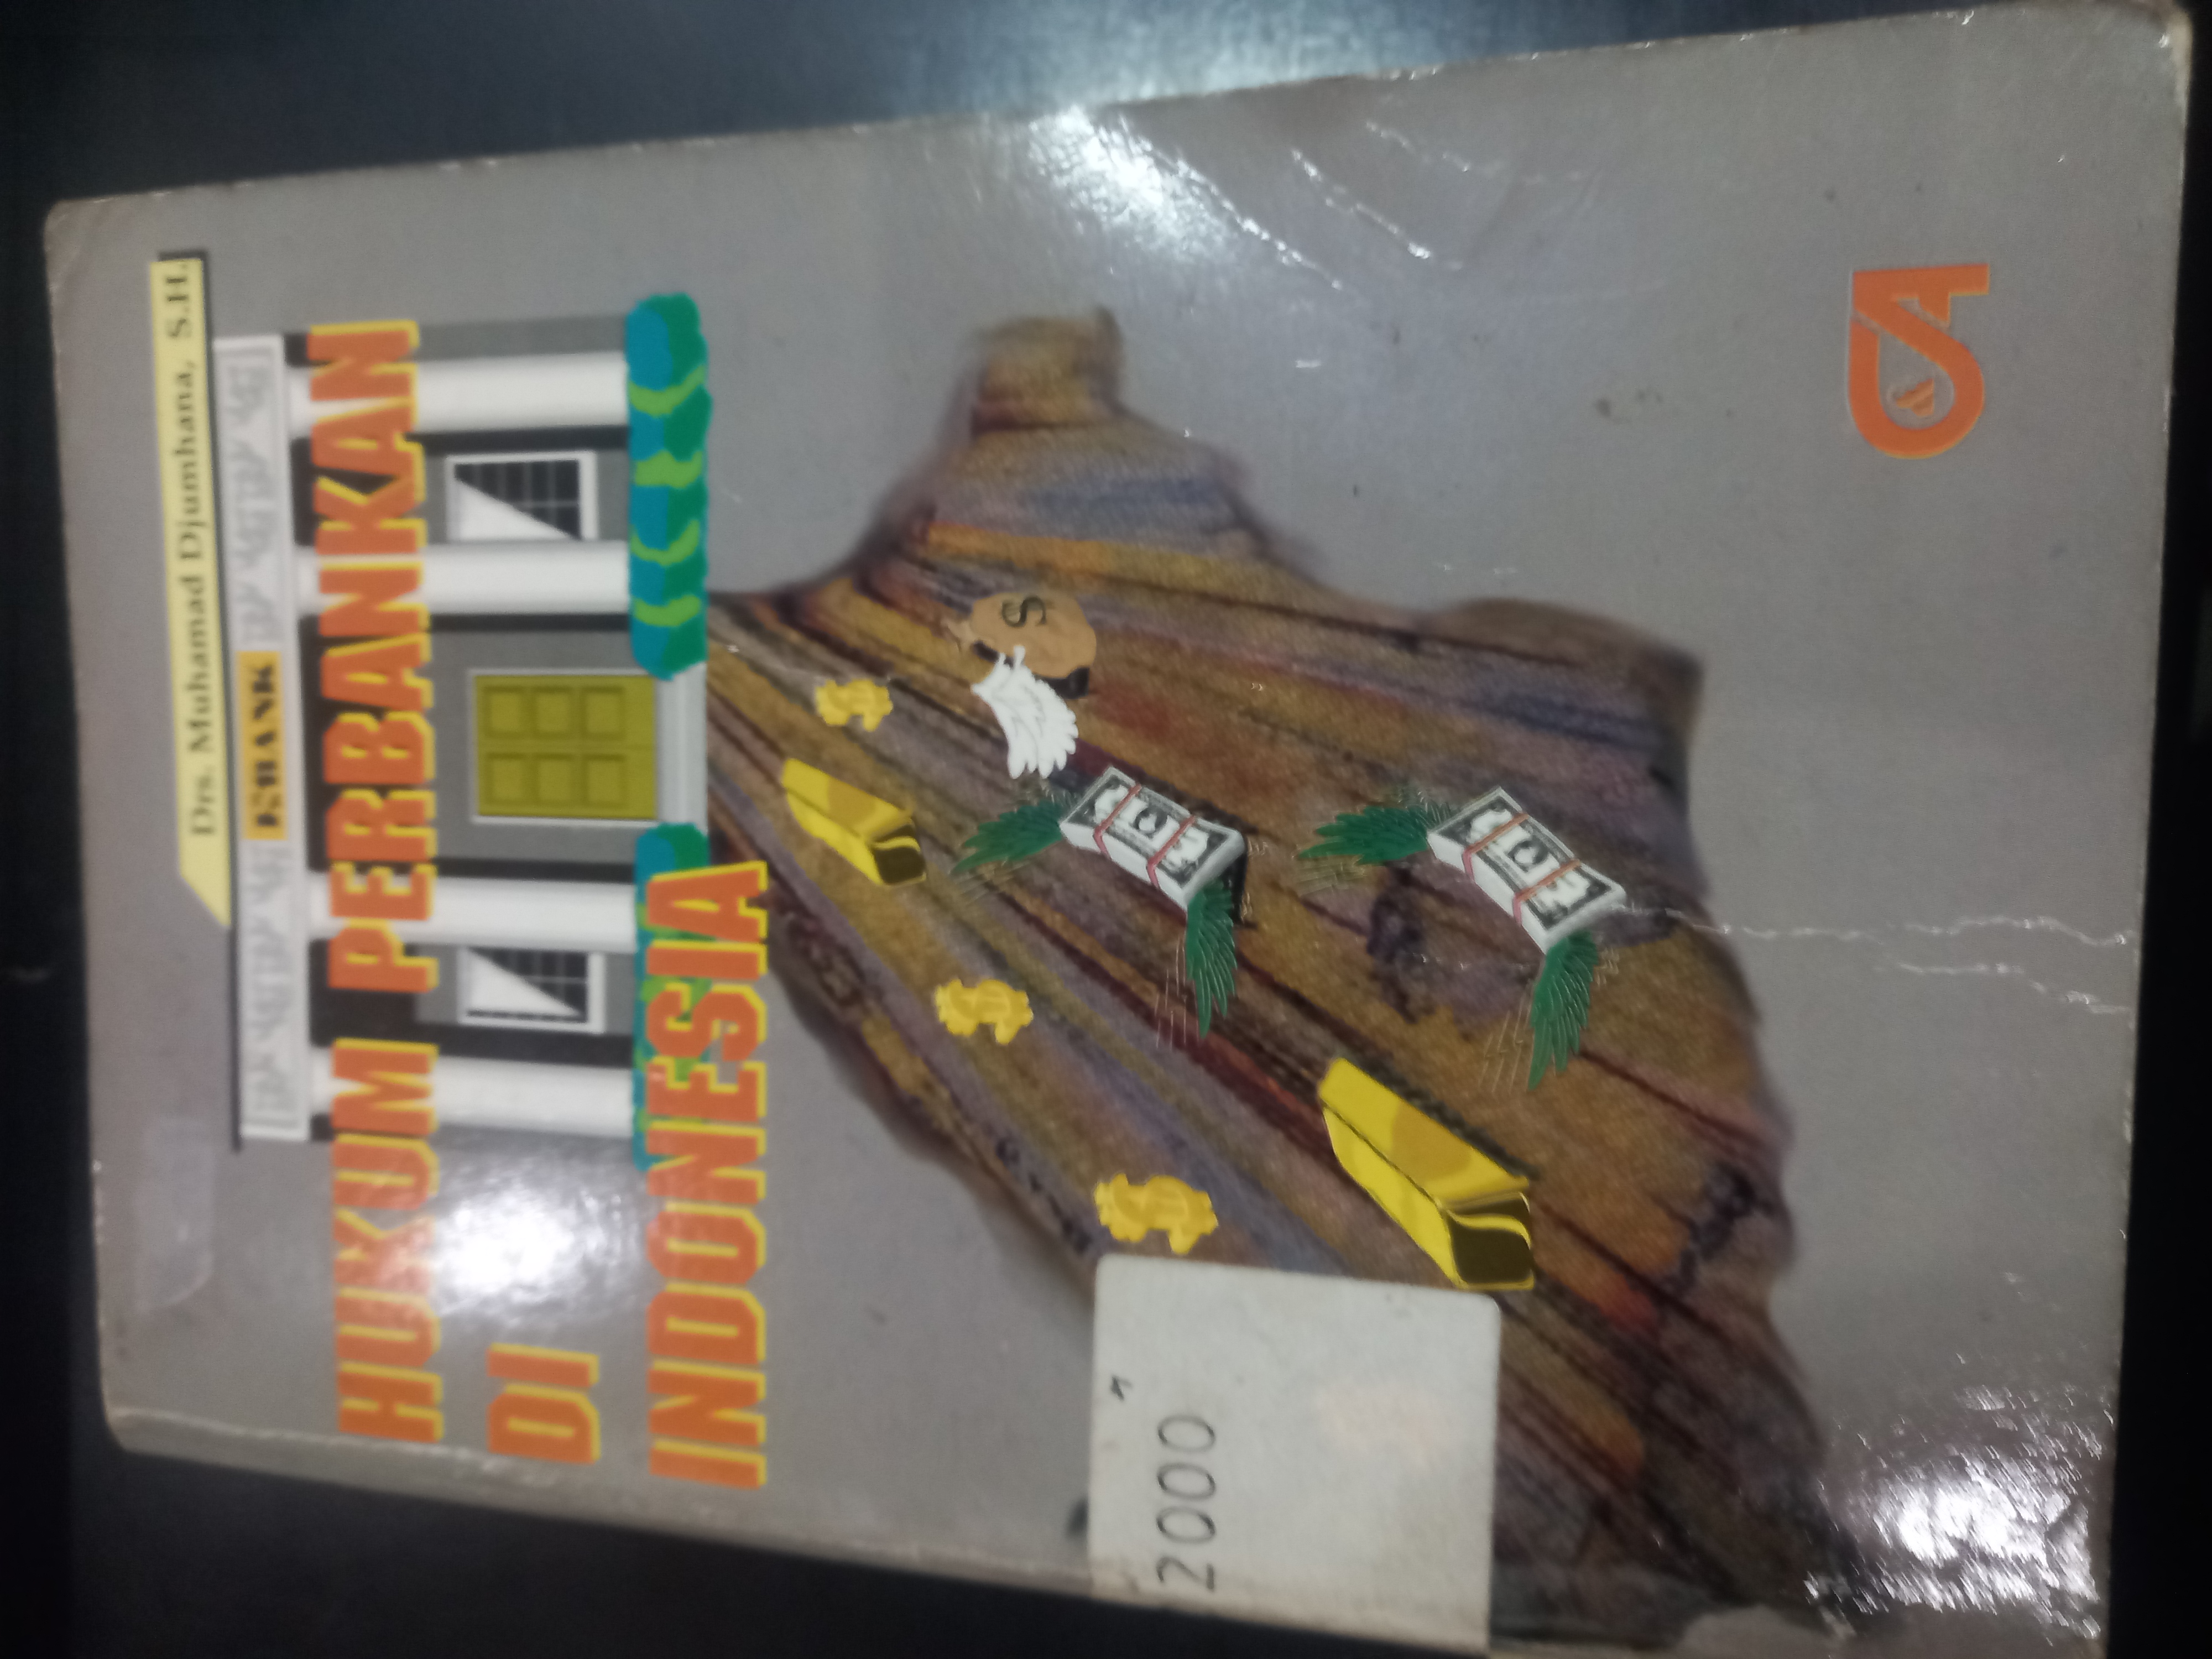 Drs. Muhamad Djumhana, S.H.
BANK
HUKUM PERBANKAN
DI
INDONESIA
$
2000